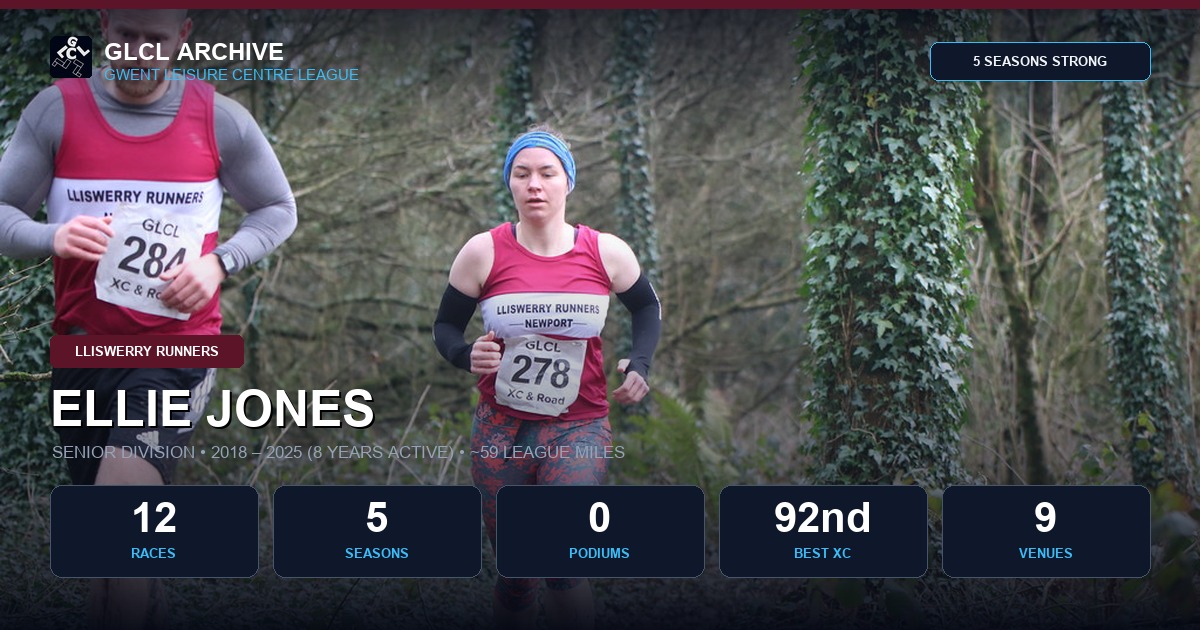 GLCL ARCHIVE
GWENT LEISURE CENTRE LEAGUE
5 SEASONS STRONG
LLISWERRY RUNNERS
GLCL
284
XC & Ro
LLISWERRY RUNNERS
NEWPORT
GLCL
278
XC & Road
LLISWERRY RUNNERS
ELLIE JONES
SENIOR DIVISION • 2018 – 2025 (8 YEARS ACTIVE) • ~59 LEAGUE MILES
12
RACES
5
SEASONS
0
PODIUMS
92nd
BEST XC
9
VENUES